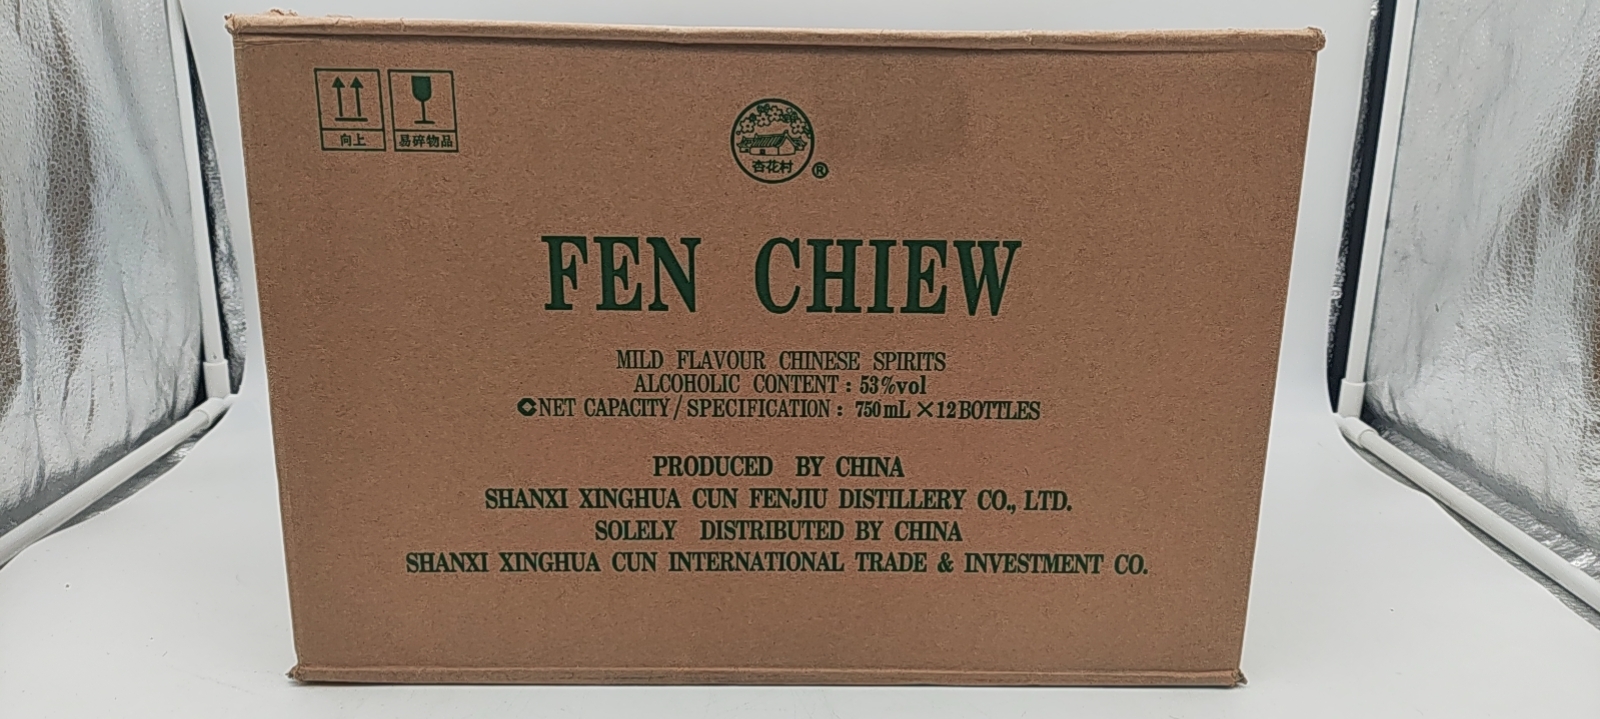 向上
易碎物品
杏花村
®
FEN CHIEW
MILD FLAVOUR CHINESE SPIRITS
ALCOHOLIC CONTENT : 53%vol
NET CAPACITY / SPECIFICATION : 750mL ×12BOTTLES
PRODUCED BY CHINA
SHANXI XINGHUA CUN FENJIU DISTILLERY CO., LTD.
SOLELY DISTRIBUTED BY CHINA
SHANXI XINGHUA CUN INTERNATIONAL TRADE & INVESTMENT CO.